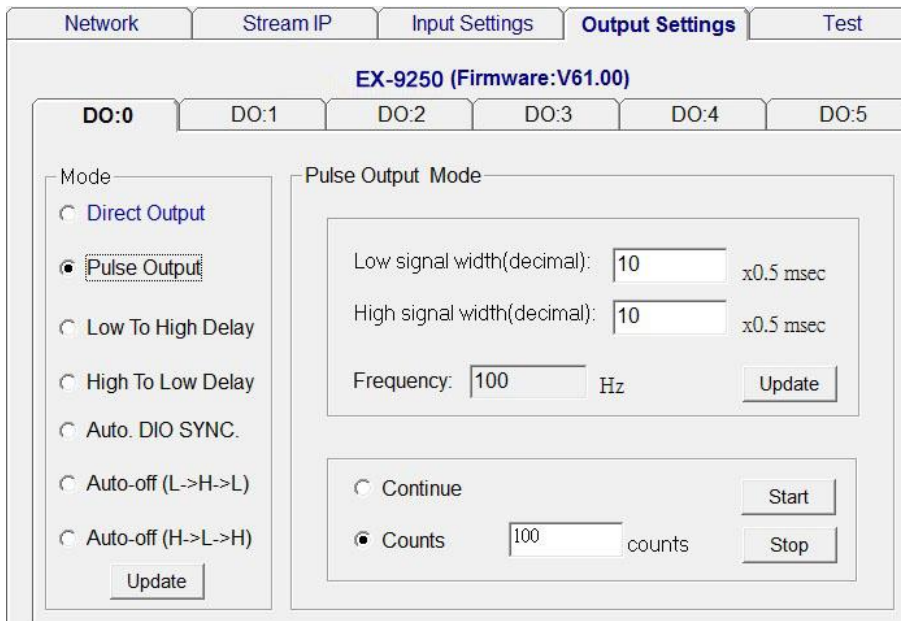 Network Stream IP Input Settings Output Settings Test
EX-9250 (Firmware:V61.00)
DO:0 DO:1 DO:2 DO:3 DO:4 DO:5
Mode
Direct Output
Pulse Output
Low To High Delay
High To Low Delay
Auto. DIO SYNC.
Auto-off (L->H->L)
Auto-off (H->L->H)
Update
Pulse Output Mode
Low signal width(decimal): 10 x0.5 msec
High signal width(decimal): 10 x0.5 msec
Frequency: 100 Hz Update
Continue Start
Counts 100 counts Stop